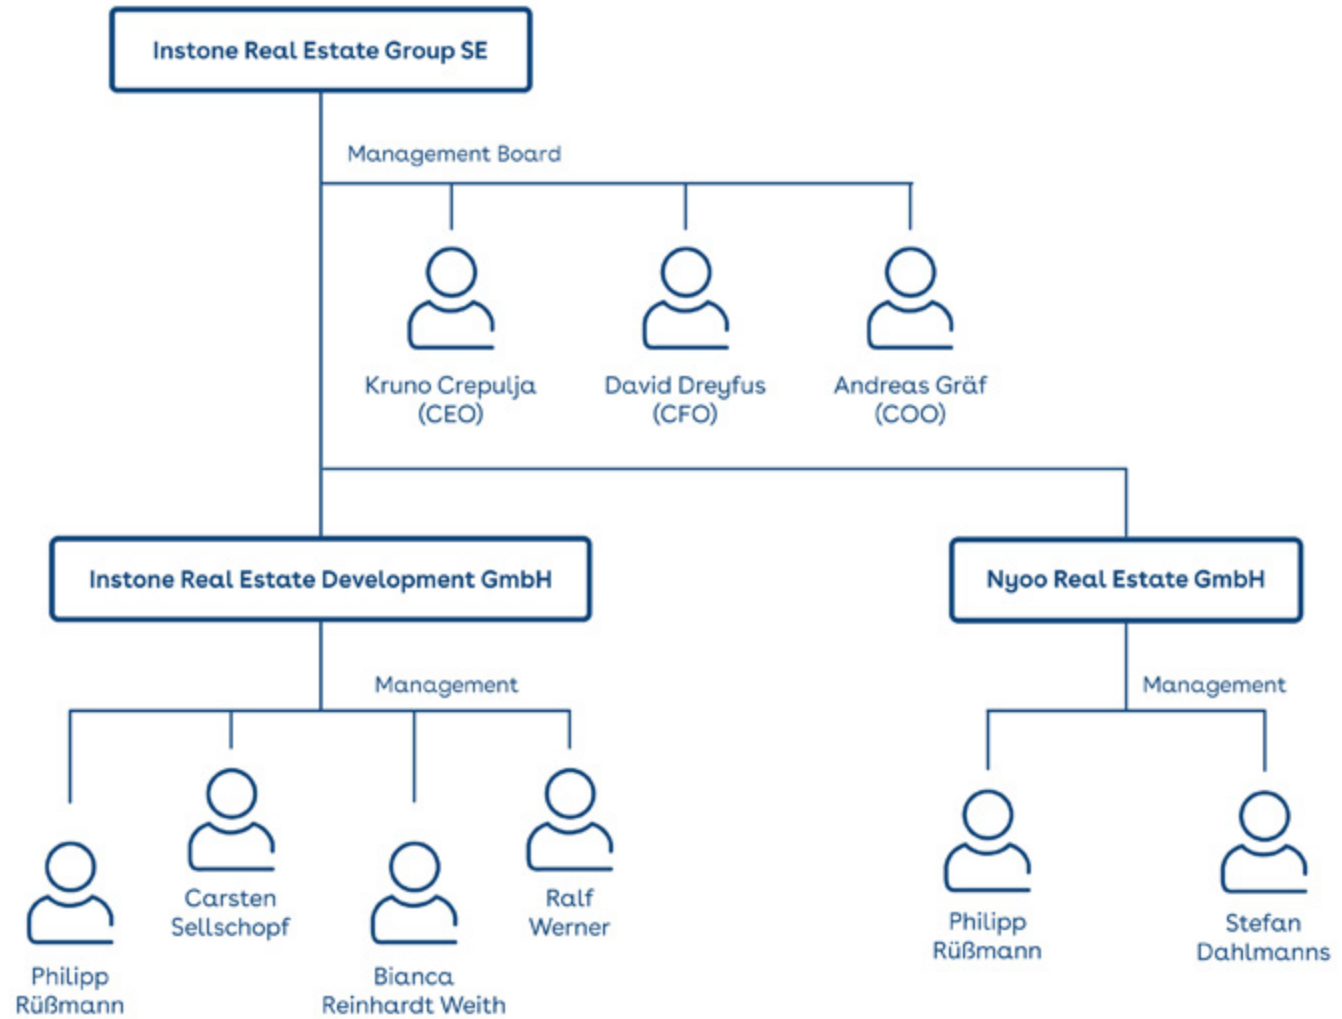 Instone Real Estate Group SE
Management Board
Kruno Crepulja
(CEO)
David Dreyfus
(CFO)
Andreas Gräf
(COO)
Instone Real Estate Development GmbH
Nyoo Real Estate GmbH
Management
Management
Philipp
Rüßmann
Carsten
Sellschopf
Bianca
Reinhardt Weith
Ralf
Werner
Philipp
Rüßmann
Stefan
Dahlmanns